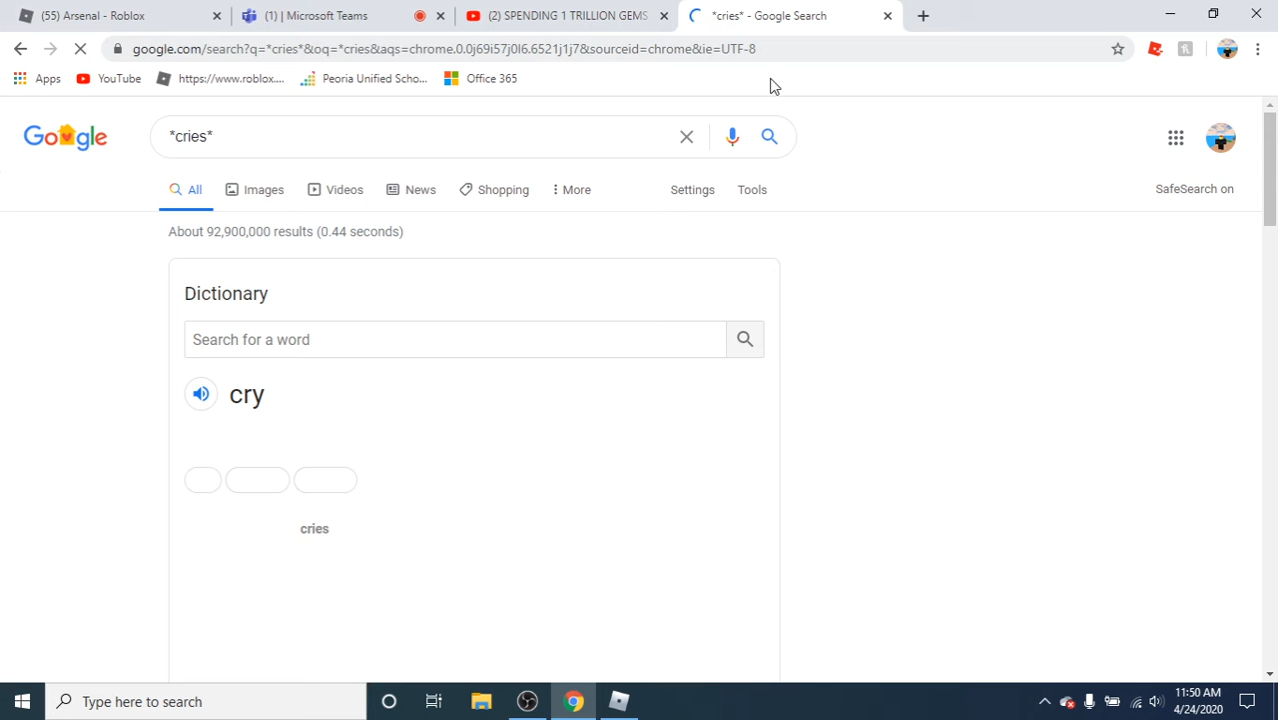 (55) Arsenal - Roblox
(1) | Microsoft Teams
(2) SPENDING 1 TRILLION GEMS
*cries* - Google Search
google.com/search?q=*cries*&oq=*cries&aqs=chrome.0.0j69i57j0l6.6521j1j7&sourceid=chrome&ie=UTF-8
Apps
YouTube
https://www.roblox....
Peoria Unified Scho...
Office 365
Google
*cries*
All
Images
Videos
News
Shopping
More
Settings
Tools
SafeSearch on
About 92,900,000 results (0.44 seconds)
Dictionary
Search for a word
cry
cries
Type here to search
11:50 AM
4/24/2020